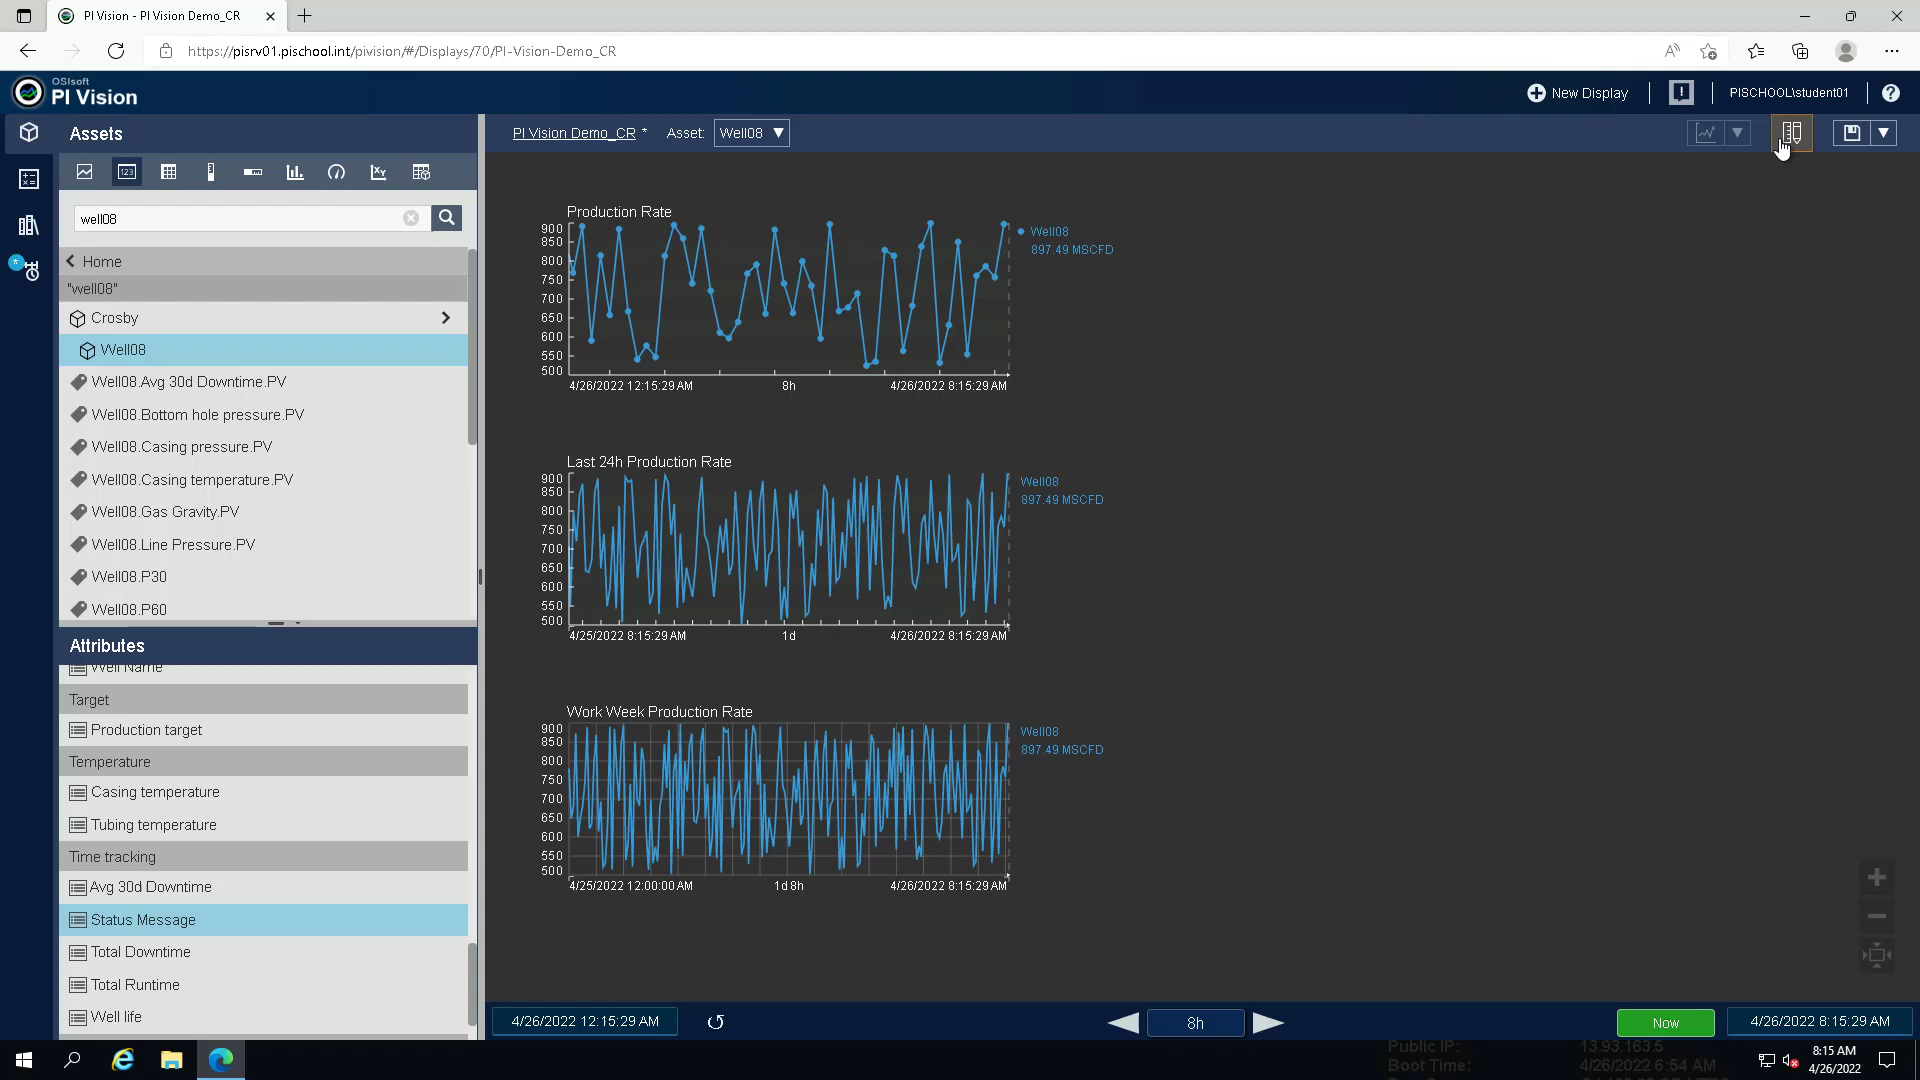 PI Vision - PI Vision Demo_CR
https://pisrv01.pischool.int/pivision/#/Displays/70/PI-Vision-Demo_CR
OSIsoft
PI Vision
New Display
PISCHOOL\student01
Assets
PI Vision Demo_CR *
Asset:
Well08
123
well08
Home
"well08"
Crosby
Well08
Well08.Avg 30d Downtime.PV
Well08.Bottom hole pressure.PV
Well08.Casing pressure.PV
Well08.Casing temperature.PV
Well08.Gas Gravity.PV
Well08.Line Pressure.PV
Well08.P30
Well08.P60
Attributes
Well Name
Target
Production target
Temperature
Casing temperature
Tubing temperature
Time tracking
Avg 30d Downtime
Status Message
Total Downtime
Total Runtime
Well life
Production Rate
900
850
800
750
700
650
600
550
500
4/26/2022 12:15:29 AM
8h
4/26/2022 8:15:29 AM
Well08
897.49 MSCFD
Last 24h Production Rate
900
850
800
750
700
650
600
550
500
4/25/2022 8:15:29 AM
1d
4/26/2022 8:15:29 AM
Well08
897.49 MSCFD
Work Week Production Rate
900
850
800
750
700
650
600
550
500
4/25/2022 12:00:00 AM
1d 8h
4/26/2022 8:15:29 AM
Well08
897.49 MSCFD
4/26/2022 12:15:29 AM
8h
Now
4/26/2022 8:15:29 AM
Public IP: 13.93.163.5
Boot Time: 4/26/2022 6:54 AM
8:15 AM
4/26/2022